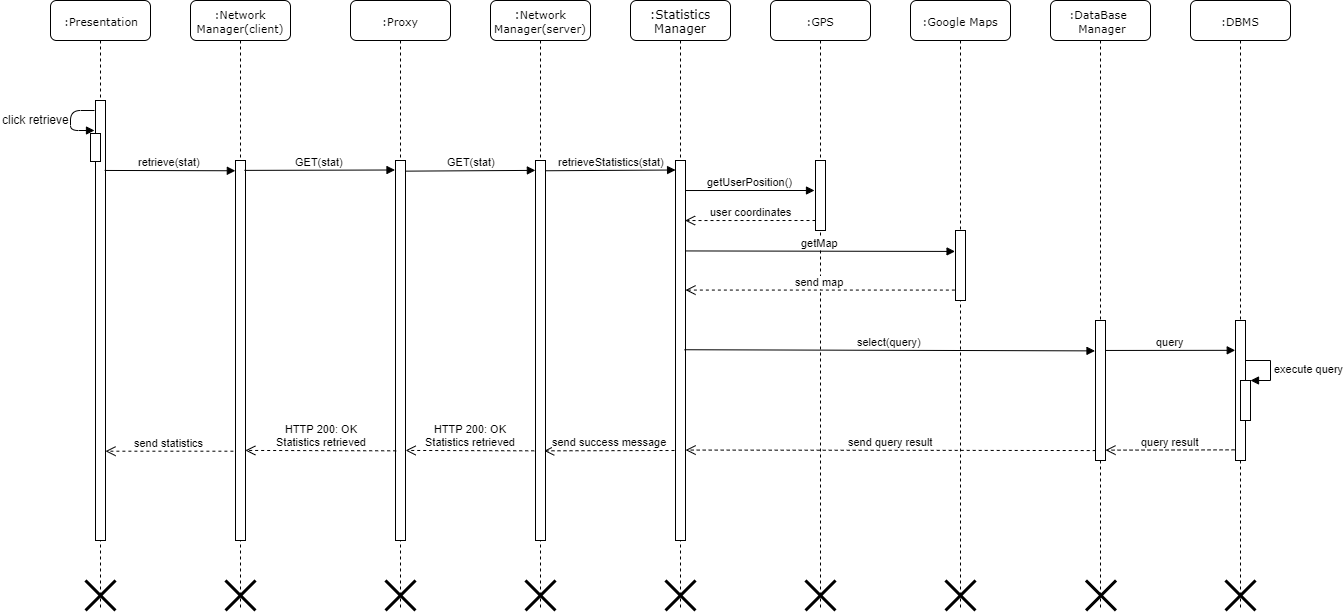 :Presentation
:Network
Manager(client)
:Proxy
:Network
Manager(server)
:Statistics
Manager
:GPS
:Google Maps
:DataBase
Manager
:DBMS
click retrieve
retrieve(stat)
GET(stat)
GET(stat)
retrieveStatistics(stat)
getUserPosition()
user coordinates
getMap
send map
select(query)
query
execute query
send statistics
HTTP 200: OK
Statistics retrieved
HTTP 200: OK
Statistics retrieved
send success message
send query result
query result